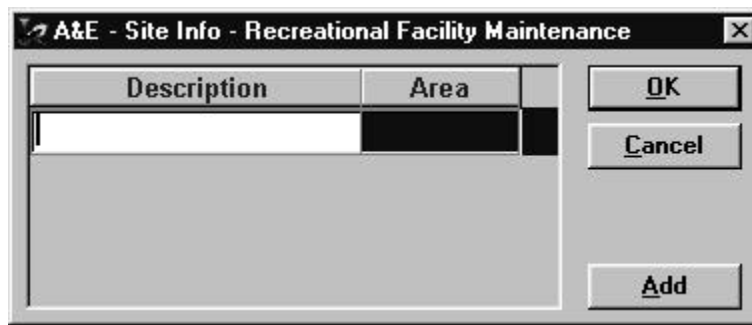 A&E - Site Info - Recreational Facility Maintenance
Description Area
OK
Cancel
Add